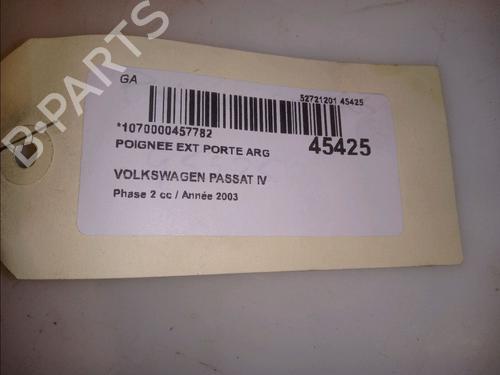 B-PARTS
GA
52721201 45425
*1070000457782
POIGNEE EXT PORTE ARG
45425
VOLKSWAGEN PASSAT IV
Phase 2 cc / Année 2003